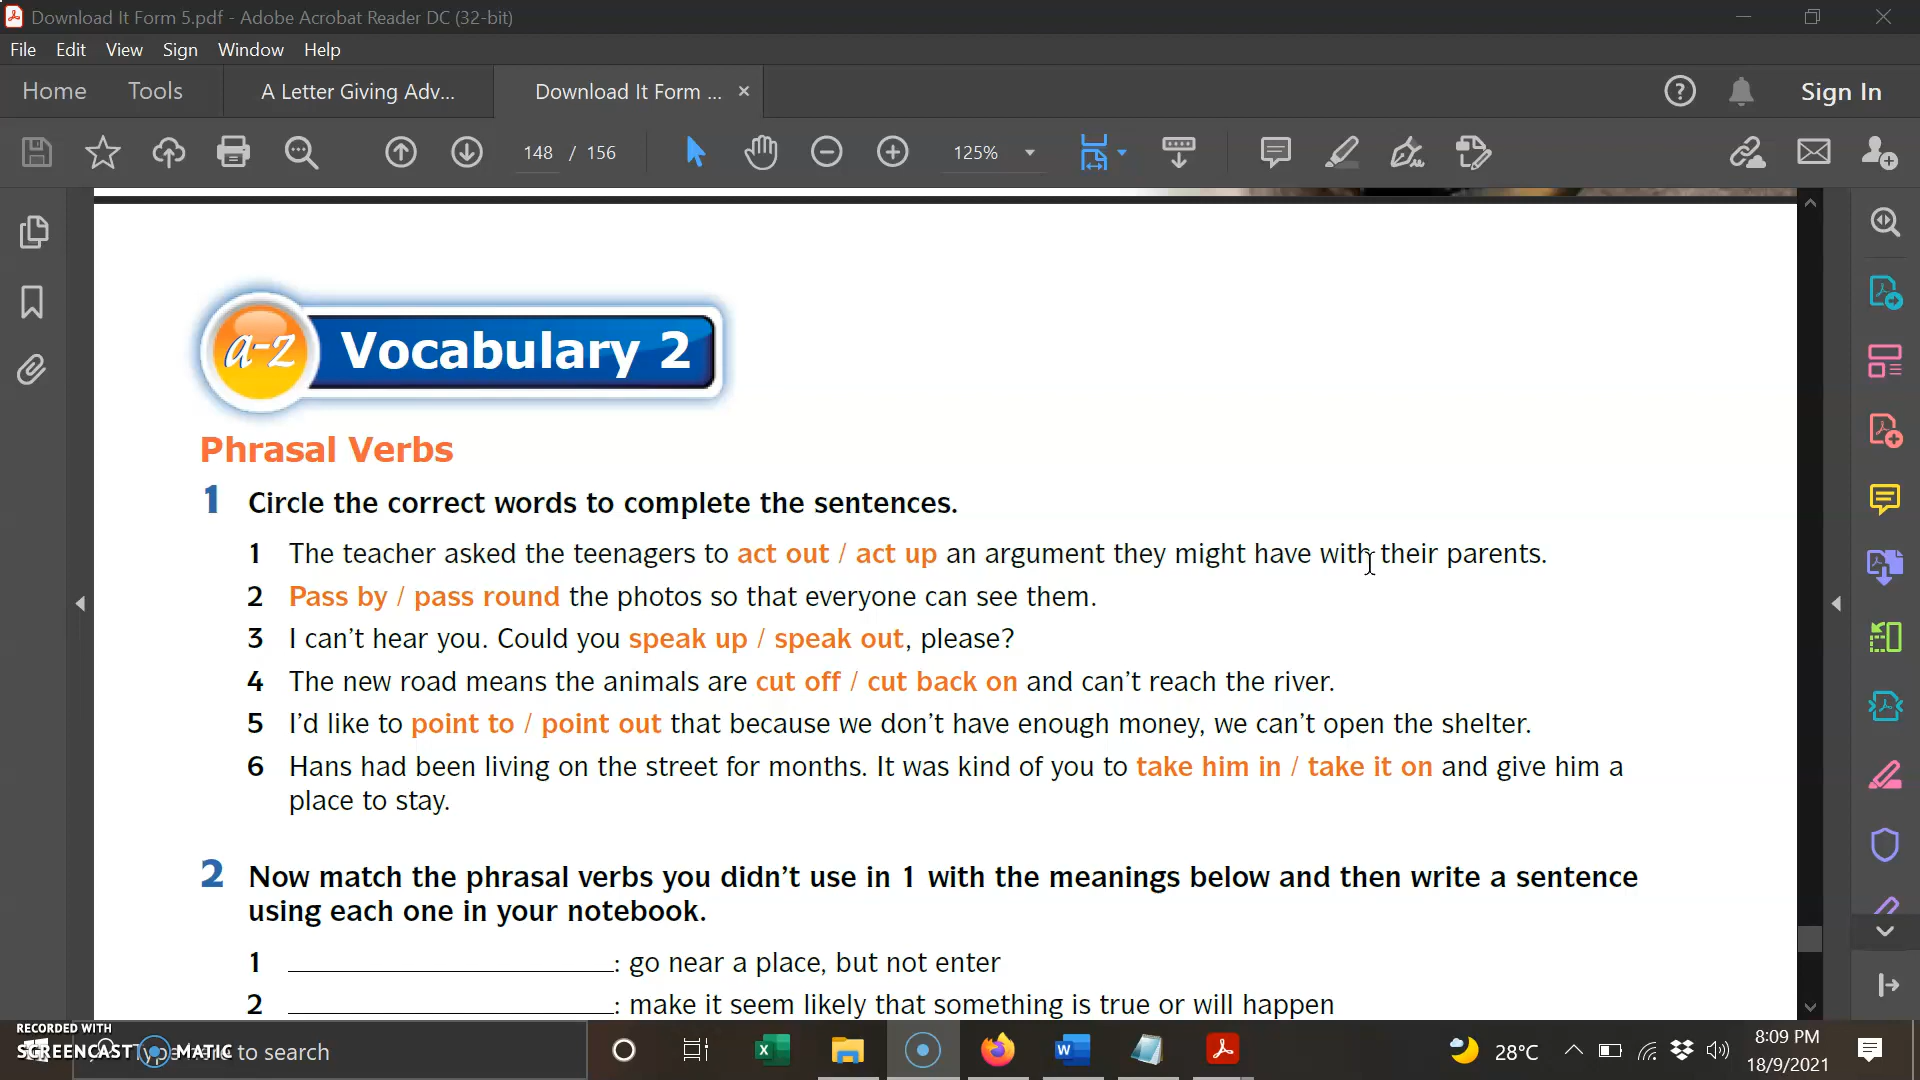 Download It Form 5.pdf - Adobe Acrobat Reader DC (32-bit)
File Edit View Sign Window Help
Home Tools A Letter Giving Adv... Download It Form ... × Sign In
148 / 156 125%
a-z Vocabulary 2
Phrasal Verbs
1 Circle the correct words to complete the sentences.
1 The teacher asked the teenagers to act out / act up an argument they might have with their parents.
2 Pass by / pass round the photos so that everyone can see them.
3 I can't hear you. Could you speak up / speak out, please?
4 The new road means the animals are cut off / cut back on and can't reach the river.
5 I'd like to point to / point out that because we don't have enough money, we can't open the shelter.
6 Hans had been living on the street for months. It was kind of you to take him in / take it on and give him a
place to stay.
2 Now match the phrasal verbs you didn't use in 1 with the meanings below and then write a sentence
using each one in your notebook.
1 ____________________: go near a place, but not enter
2 ____________________: make it seem likely that something is true or will happen
RECORDED WITH
SCREENCAST MATIC
to search
28°C
8:09 PM
18/9/2021